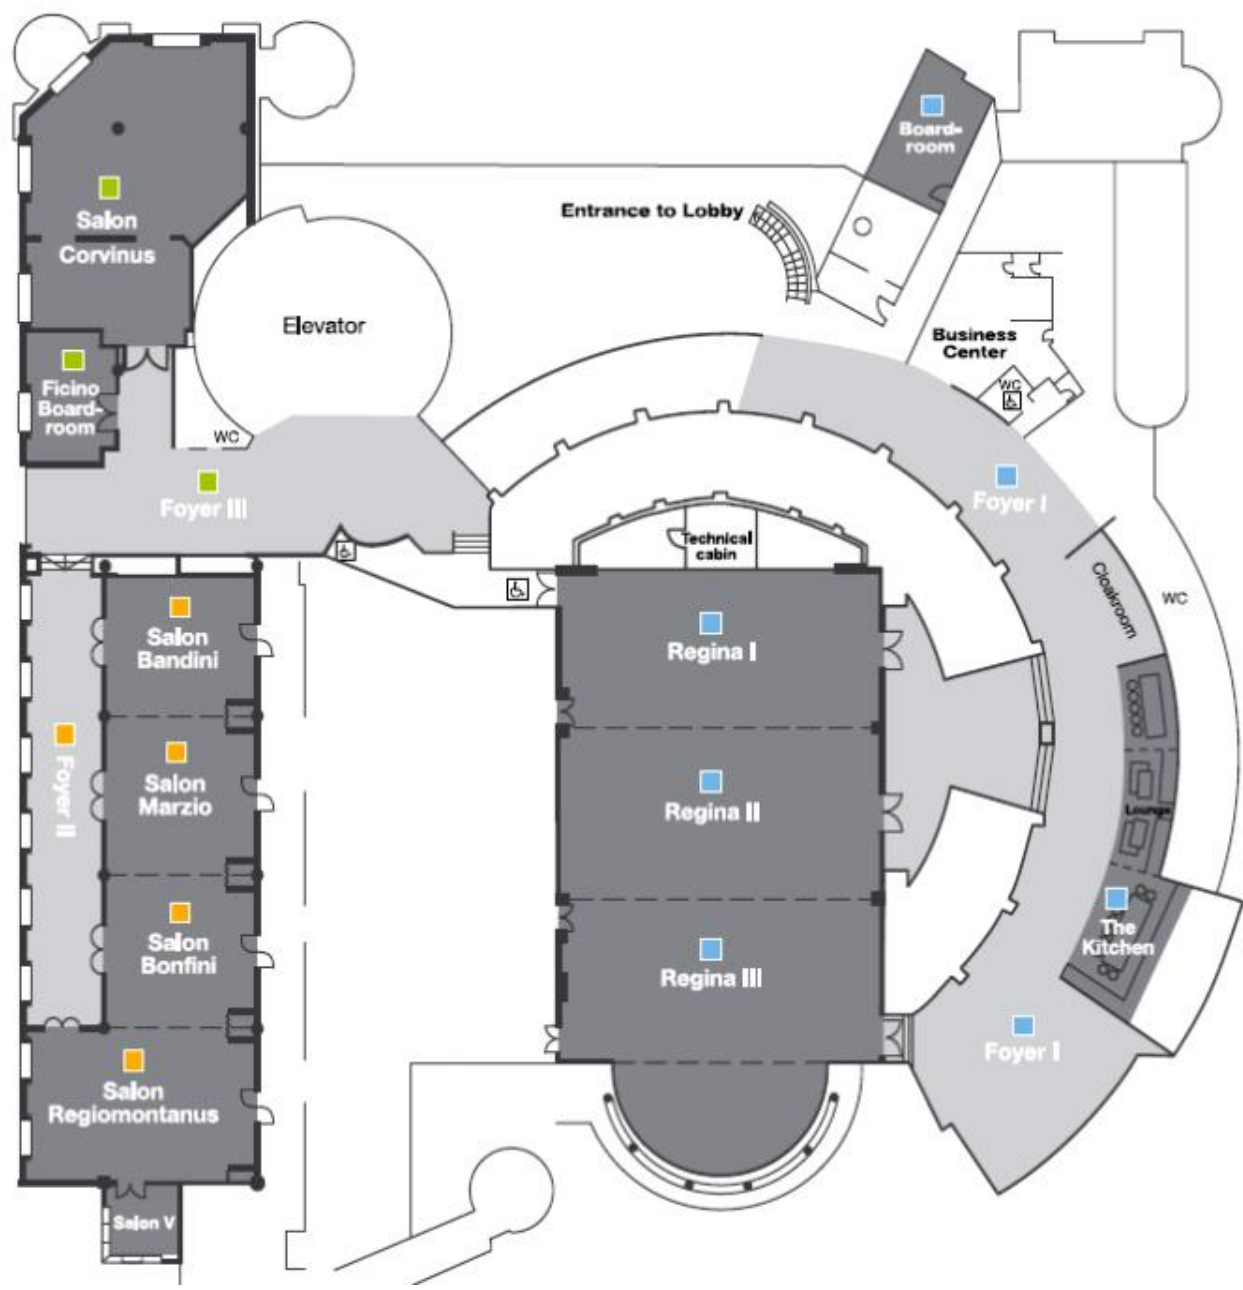 Board-
room
Salon
Corvinus
Entrance to Lobby
Elevator
Business
Center
WC
Ficino
Board-
room
WC
Foyer III
Foyer I
Technical
cabin
Cloakroom
WC
Salon
Bandini
Regina I
Foyer II
Salon
Marzio
Regina II
Lounge
Salon
Bonfini
The
Kitchen
Regina III
Foyer I
Salon
Regiomontanus
Salon V